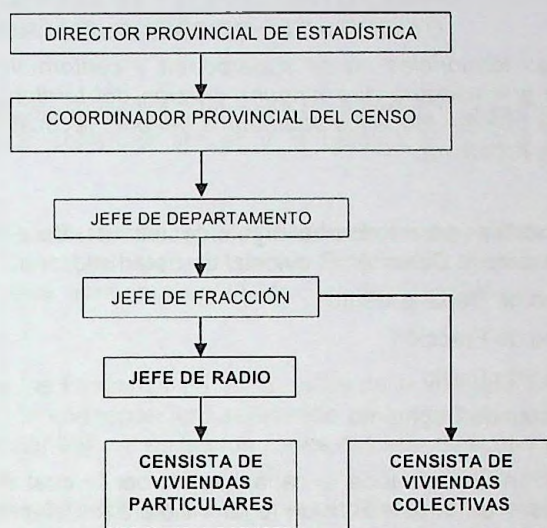 DIRECTOR PROVINCIAL DE ESTADÍSTICA
COORDINADOR PROVINCIAL DEL CENSO
JEFE DE DEPARTAMENTO
JEFE DE FRACCIÓN
JEFE DE RADIO
CENSISTA DE
VIVIENDAS
PARTICULARES
CENSISTA DE
VIVIENDAS
COLECTIVAS